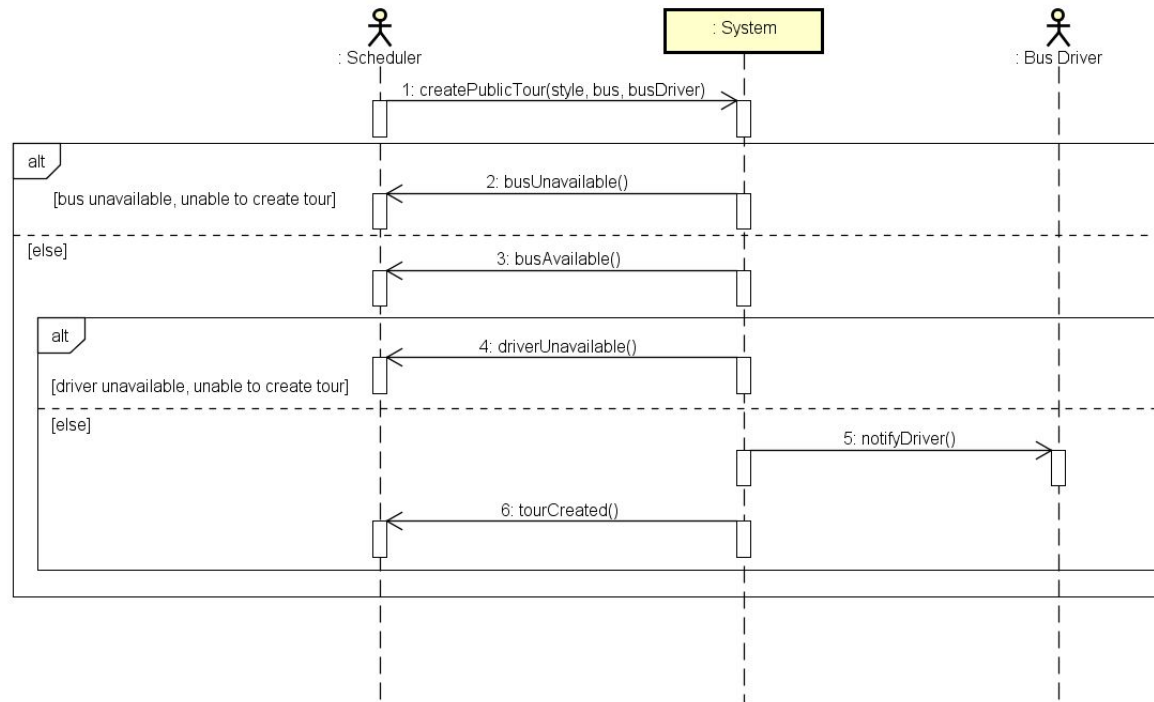 : Scheduler
: System
: Bus Driver
1: createPublicTour(style, bus, busDriver)
alt
2: busUnavailable()
[bus unavailable, unable to create tour]
[else]
3: busAvailable()
alt
4: driverUnavailable()
[driver unavailable, unable to create tour]
[else]
5: notifyDriver()
6: tourCreated()